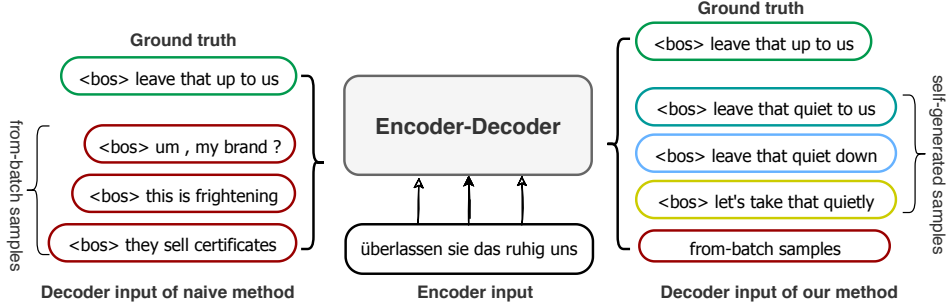 Ground truth
<bos> leave that up to us
from-batch samples
<bos> um , my brand ?
<bos> this is frightening
<bos> they sell certificates
Decoder input of naive method
Encoder-Decoder
überlassen sie das ruhig uns
Encoder input
Ground truth
<bos> leave that up to us
<bos> leave that quiet to us
<bos> leave that quiet down
<bos> let's take that quietly
self-generated samples
from-batch samples
Decoder input of our method